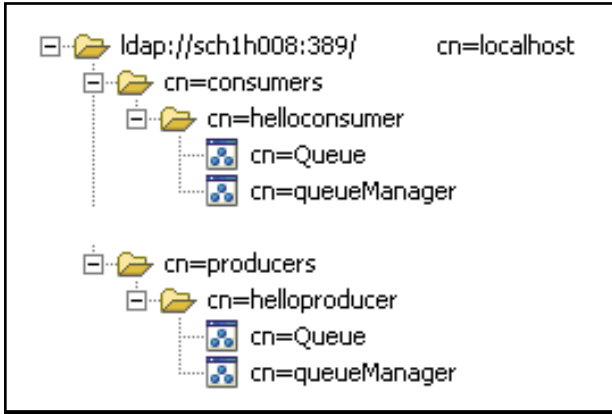 ldap://sch1h008:389/ cn=localhost
cn=consumers
cn=helloconsumer
cn=Queue
cn=queueManager
cn=producers
cn=helloproducer
cn=Queue
cn=queueManager